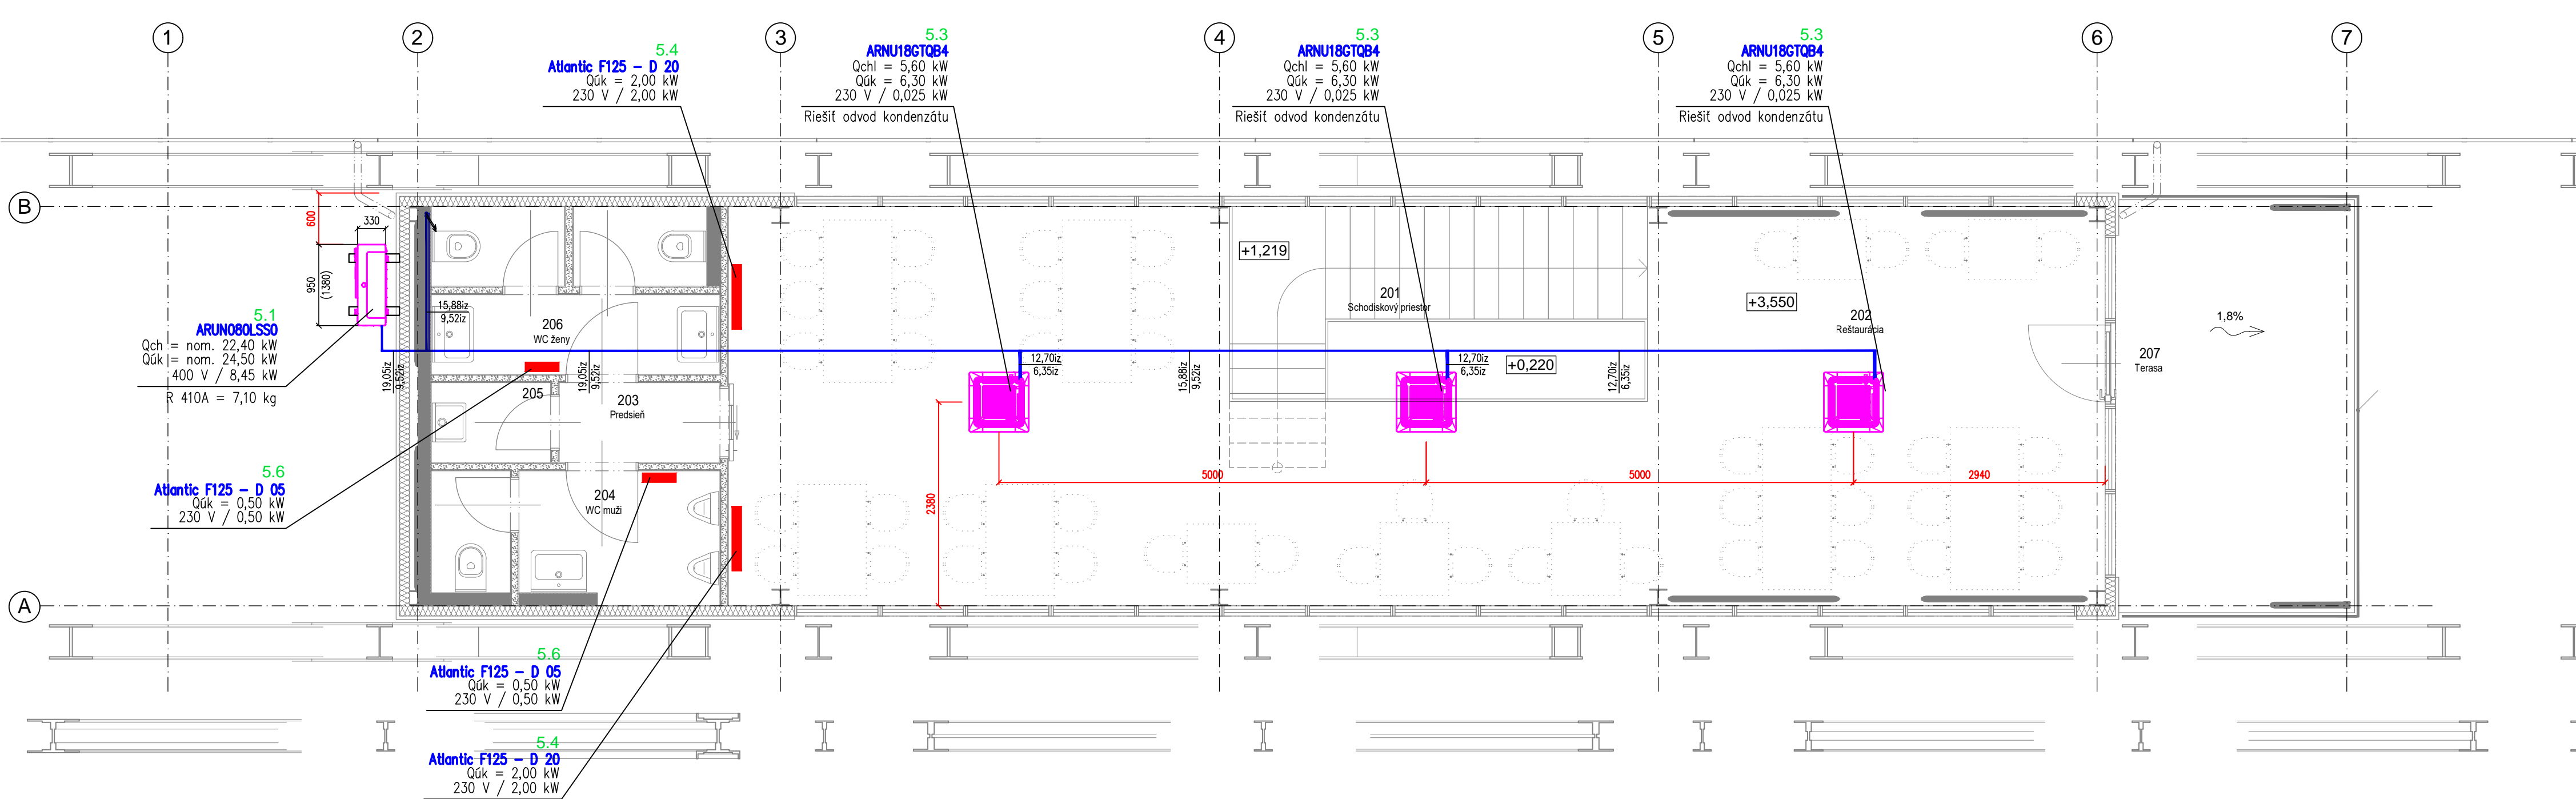 1
2
3
4
5
6
7
B
A
5.4
Atlantic F125 – D 20
Qúk = 2,00 kW
230 V / 2,00 kW
5.3
ARNU18GTQB4
Qchl = 5,60 kW
Qúk = 6,30 kW
230 V / 0,025 kW
Riešiť odvod kondenzátu
5.3
ARNU18GTQB4
Qchl = 5,60 kW
Qúk = 6,30 kW
230 V / 0,025 kW
Riešiť odvod kondenzátu
5.3
ARNU18GTQB4
Qchl = 5,60 kW
Qúk = 6,30 kW
230 V / 0,025 kW
Riešiť odvod kondenzátu
600
330
950
(1380)
5.1
ARUN080LSS0
Qch = nom. 22,40 kW
Qúk = nom. 24,50 kW
400 V / 8,45 kW
R 410A = 7,10 kg
15,88iz
9,52iz
19,05iz
9,52iz
206
WC ženy
19,05iz
9,52iz
205
203
Predsieň
204
WC muži
12,70iz
6,35iz
2380
15,88iz
9,52iz
+1,219
201
Schodiskový priestor
12,70iz
6,35iz
+0,220
12,70iz
6,35iz
+3,550
202
Reštaurácia
1,8%
207
Terasa
5000
5000
2940
5.6
Atlantic F125 – D 05
Qúk = 0,50 kW
230 V / 0,50 kW
5.6
Atlantic F125 – D 05
Qúk = 0,50 kW
230 V / 0,50 kW
5.4
Atlantic F125 – D 20
Qúk = 2,00 kW
230 V / 2,00 kW